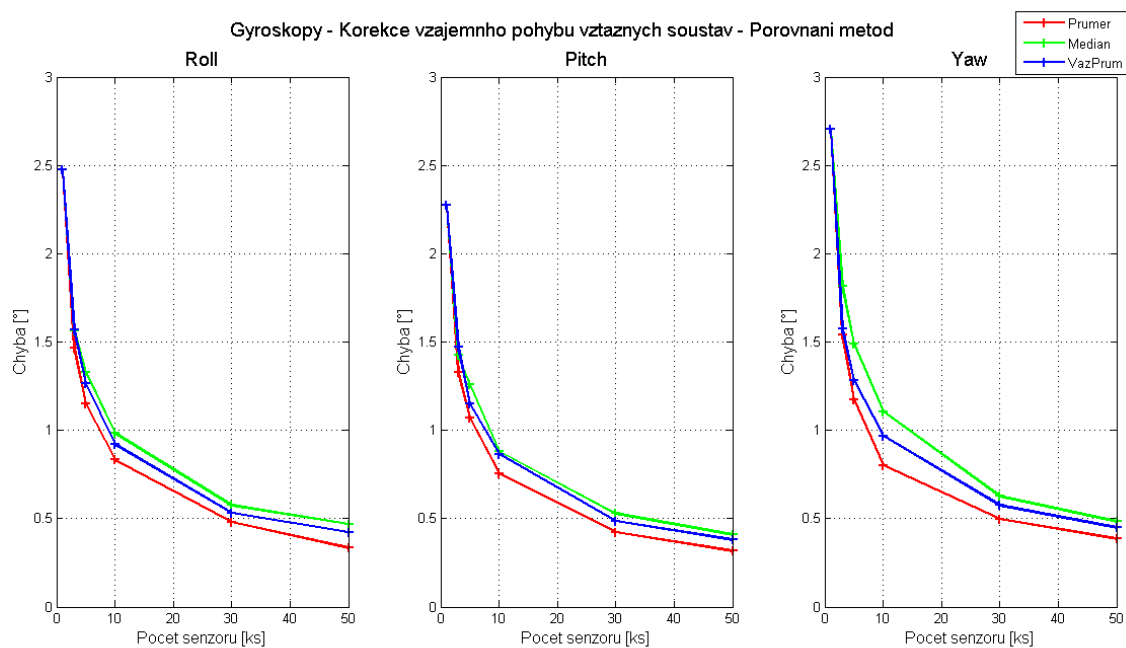 Gyroskopy - Korekce vzajemnho pohybu vztaznych soustav - Porovnani metod
Prumer
Median
VazPrum
Roll
Chyba [°]
3
2.5
2
1.5
1
0.5
0
0 10 20 30 40 50
Pocet senzoru [ks]
Pitch
Chyba [°]
3
2.5
2
1.5
1
0.5
0
0 10 20 30 40 50
Pocet senzoru [ks]
Yaw
Chyba [°]
3
2.5
2
1.5
1
0.5
0
0 10 20 30 40 50
Pocet senzoru [ks]